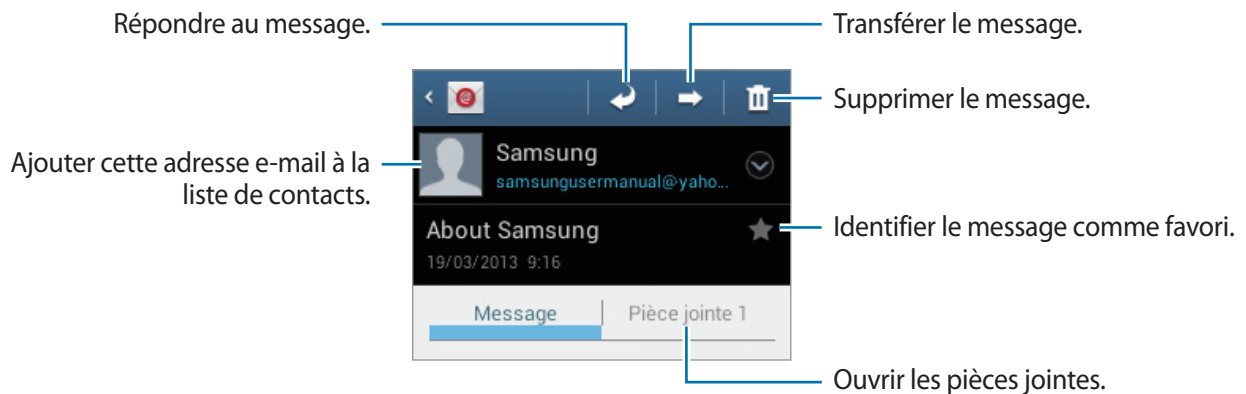 Répondre au message.
Transférer le message.
Supprimer le message.
Ajouter cette adresse e-mail à la
liste de contacts.
Samsung
samsungusermanual@yaho...
About Samsung
19/03/2013 9:16
Identifier le message comme favori.
Message
Pièce jointe 1
Ouvrir les pièces jointes.